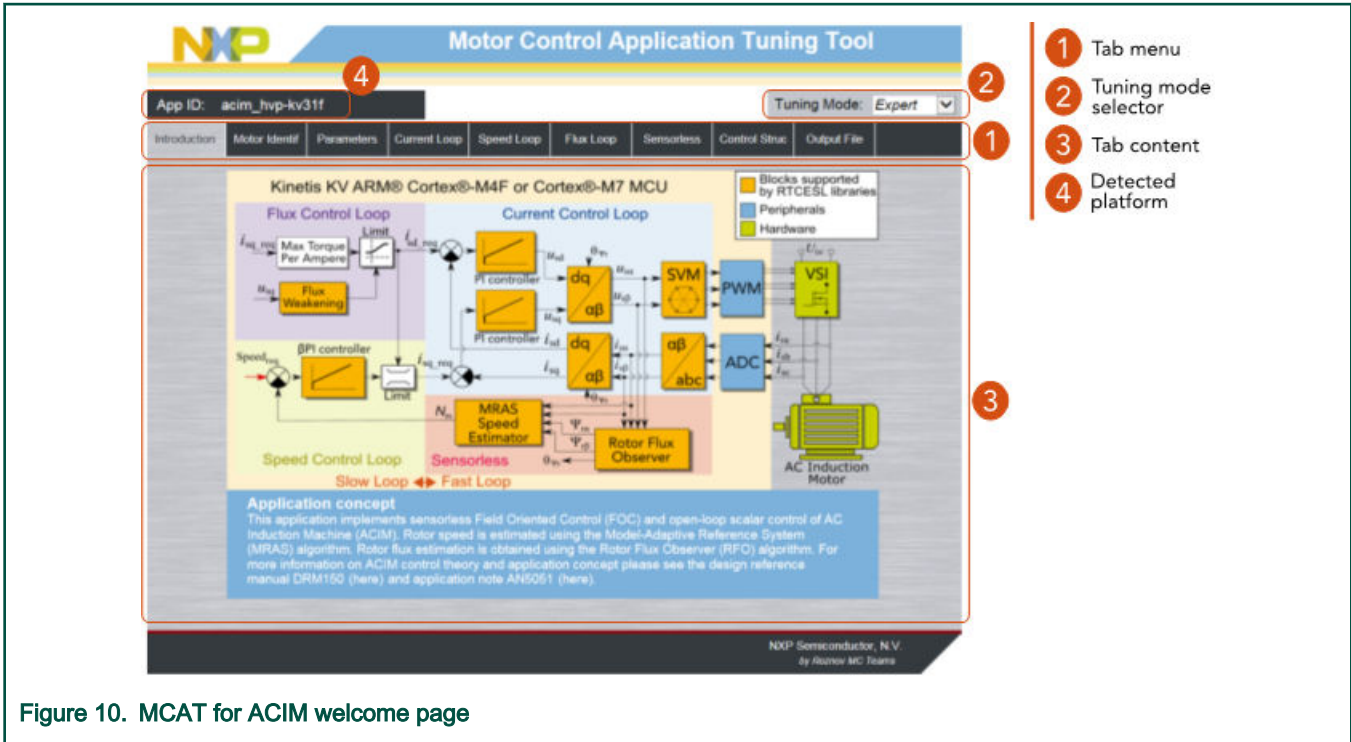 NXP
Motor Control Application Tuning Tool
4
App ID: acim_hvp-kv31f
Tuning Mode: Expert
2
Introduction Motor Identif Parameters Current Loop Speed Loop Flux Loop Sensorless Control Struc Output File
1
Kinetis KV ARM® Cortex®-M4F or Cortex®-M7 MCU
Blocks supported
by RTCESL libraries
Peripherals
Hardware
Flux Control Loop
Current Control Loop
isq_req
Max Torque
Per Ampere
Limit
isd_req
PI controller
usd
dq
αβ
SVM
PWM
VSI
usq
Flux
Weakening
PI controller
usq
Speedreq
βPI controller
isq_req
Limit
isd
isq
dq
αβ
αβ
abc
ADC
3
MRAS
Speed
Estimator
Rotor Flux
Observer
AC Induction
Motor
Speed Control Loop
Sensorless
Slow Loop Fast Loop
Application concept
This application implements sensorless Field Oriented Control (FOC) and open-loop scalar control of AC
Induction Machine (ACIM). Rotor speed is estimated using the Model-Adaptive Reference System
(MRAS) algorithm. Rotor flux estimation is obtained using the Rotor Flux Observer (RFO) algorithm. For
more information on ACIM control theory and application concept please see the design reference
manual DRM150 (here) and application note AN5051 (here).
NXP Semiconductor, N.V.
by Roznov MC Teams
1 Tab menu
2 Tuning mode
selector
3 Tab content
4 Detected
platform
Figure 10. MCAT for ACIM welcome page